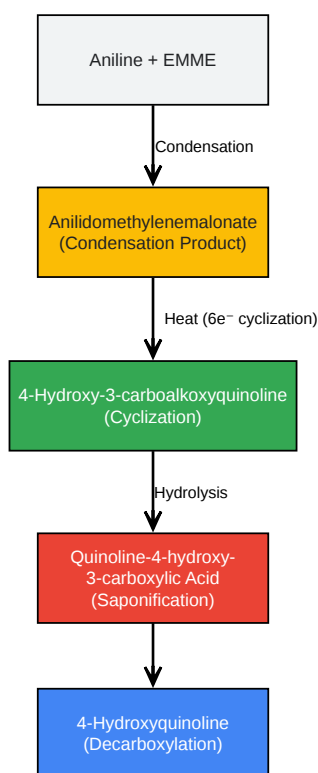 Aniline + EMME
Condensation
Anilidomethylenemalonate
(Condensation Product)
Heat (6e⁻ cyclization)
4-Hydroxy-3-carboalkoxyquinoline
(Cyclization)
Hydrolysis
Quinoline-4-hydroxy-
3-carboxylic Acid
(Saponification)
4-Hydroxyquinoline
(Decarboxylation)